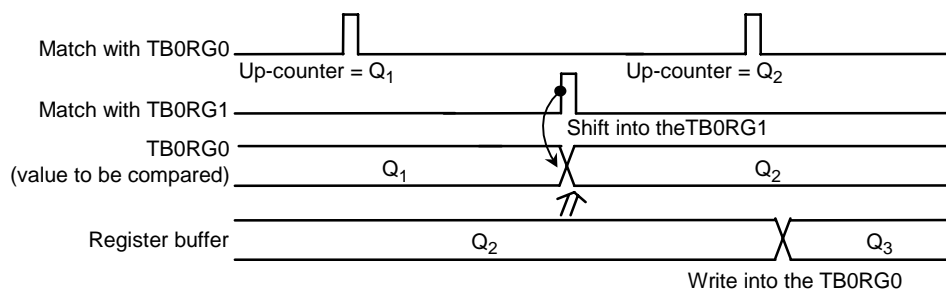 Match with TB0RG0
Up-counter = Q1
Up-counter = Q2
Match with TB0RG1
Shift into theTB0RG1
TB0RG0
(value to be compared)
Q1
Q2
Register buffer
Q2
Q3
Write into the TB0RG0